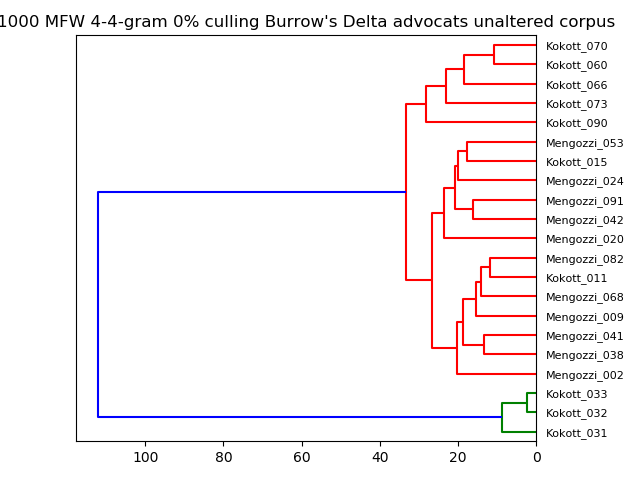 1000 MFW 4-4-gram 0% culling Burrow's Delta advocats unaltered corpus
Kokott_070
Kokott_060
Kokott_066
Kokott_073
Kokott_090
Mengozzi_053
Kokott_015
Mengozzi_024
Mengozzi_091
Mengozzi_042
Mengozzi_020
Mengozzi_082
Kokott_011
Mengozzi_068
Mengozzi_009
Mengozzi_041
Mengozzi_038
Mengozzi_002
Kokott_033
Kokott_032
Kokott_031
100 80 60 40 20 0